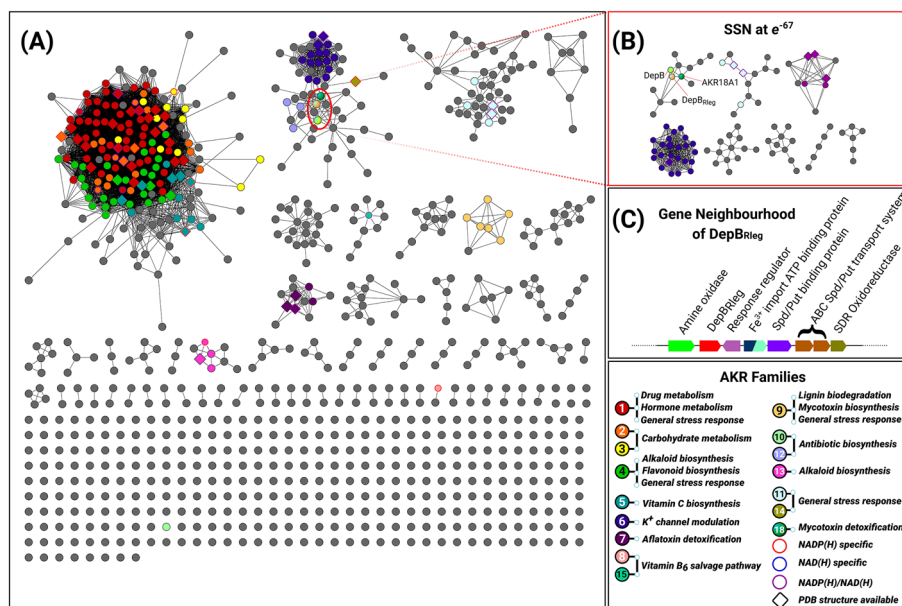 (A)
(B)
SSN at e-67
DepB
AKR18A1
DepBRleg
(C)
Gene Neighbourhood
of DepBRleg
Amine oxidase
DepBRleg
Response regulator
Fe3+ import ATP binding protein
Spd/Put binding protein
ABC Spd/Put transport system
SDR Oxidoreductase
AKR Families
1
Drug metabolism
Hormone metabolism
General stress response
2
3
Carbohydrate metabolism
4
Alkaloid biosynthesis
Flavonoid biosynthesis
General stress response
5 Vitamin C biosynthesis
6 K+ channel modulation
7 Aflatoxin detoxification
8
15
Vitamin B6 salvage pathway
9
Lignin biodegradation
Mycotoxin biosynthesis
General stress response
10
12
Antibiotic biosynthesis
13 Alkaloid biosynthesis
11
14
General stress response
18 Mycotoxin detoxification
NADP(H) specific
NAD(H) specific
NADP(H)/NAD(H)
PDB structure available